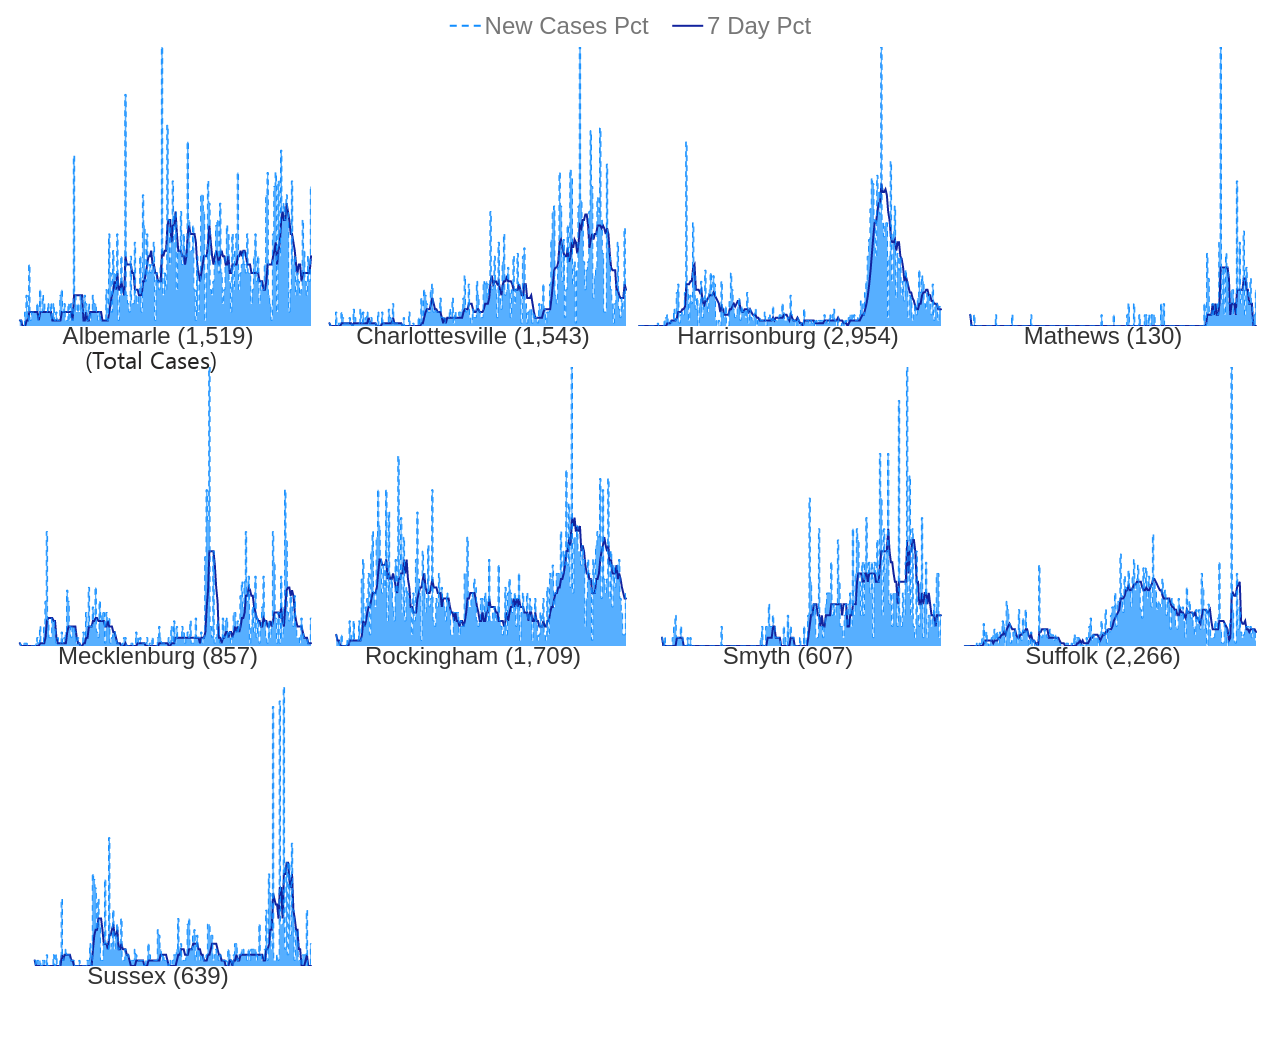 New Cases Pct 7 Day Pct
Albemarle (1,519) Charlottesville (1,543) Harrisonburg (2,954) Mathews (130)
(Total Cases)
Mecklenburg (857) Rockingham (1,709) Smyth (607) Suffolk (2,266)
Sussex (639)